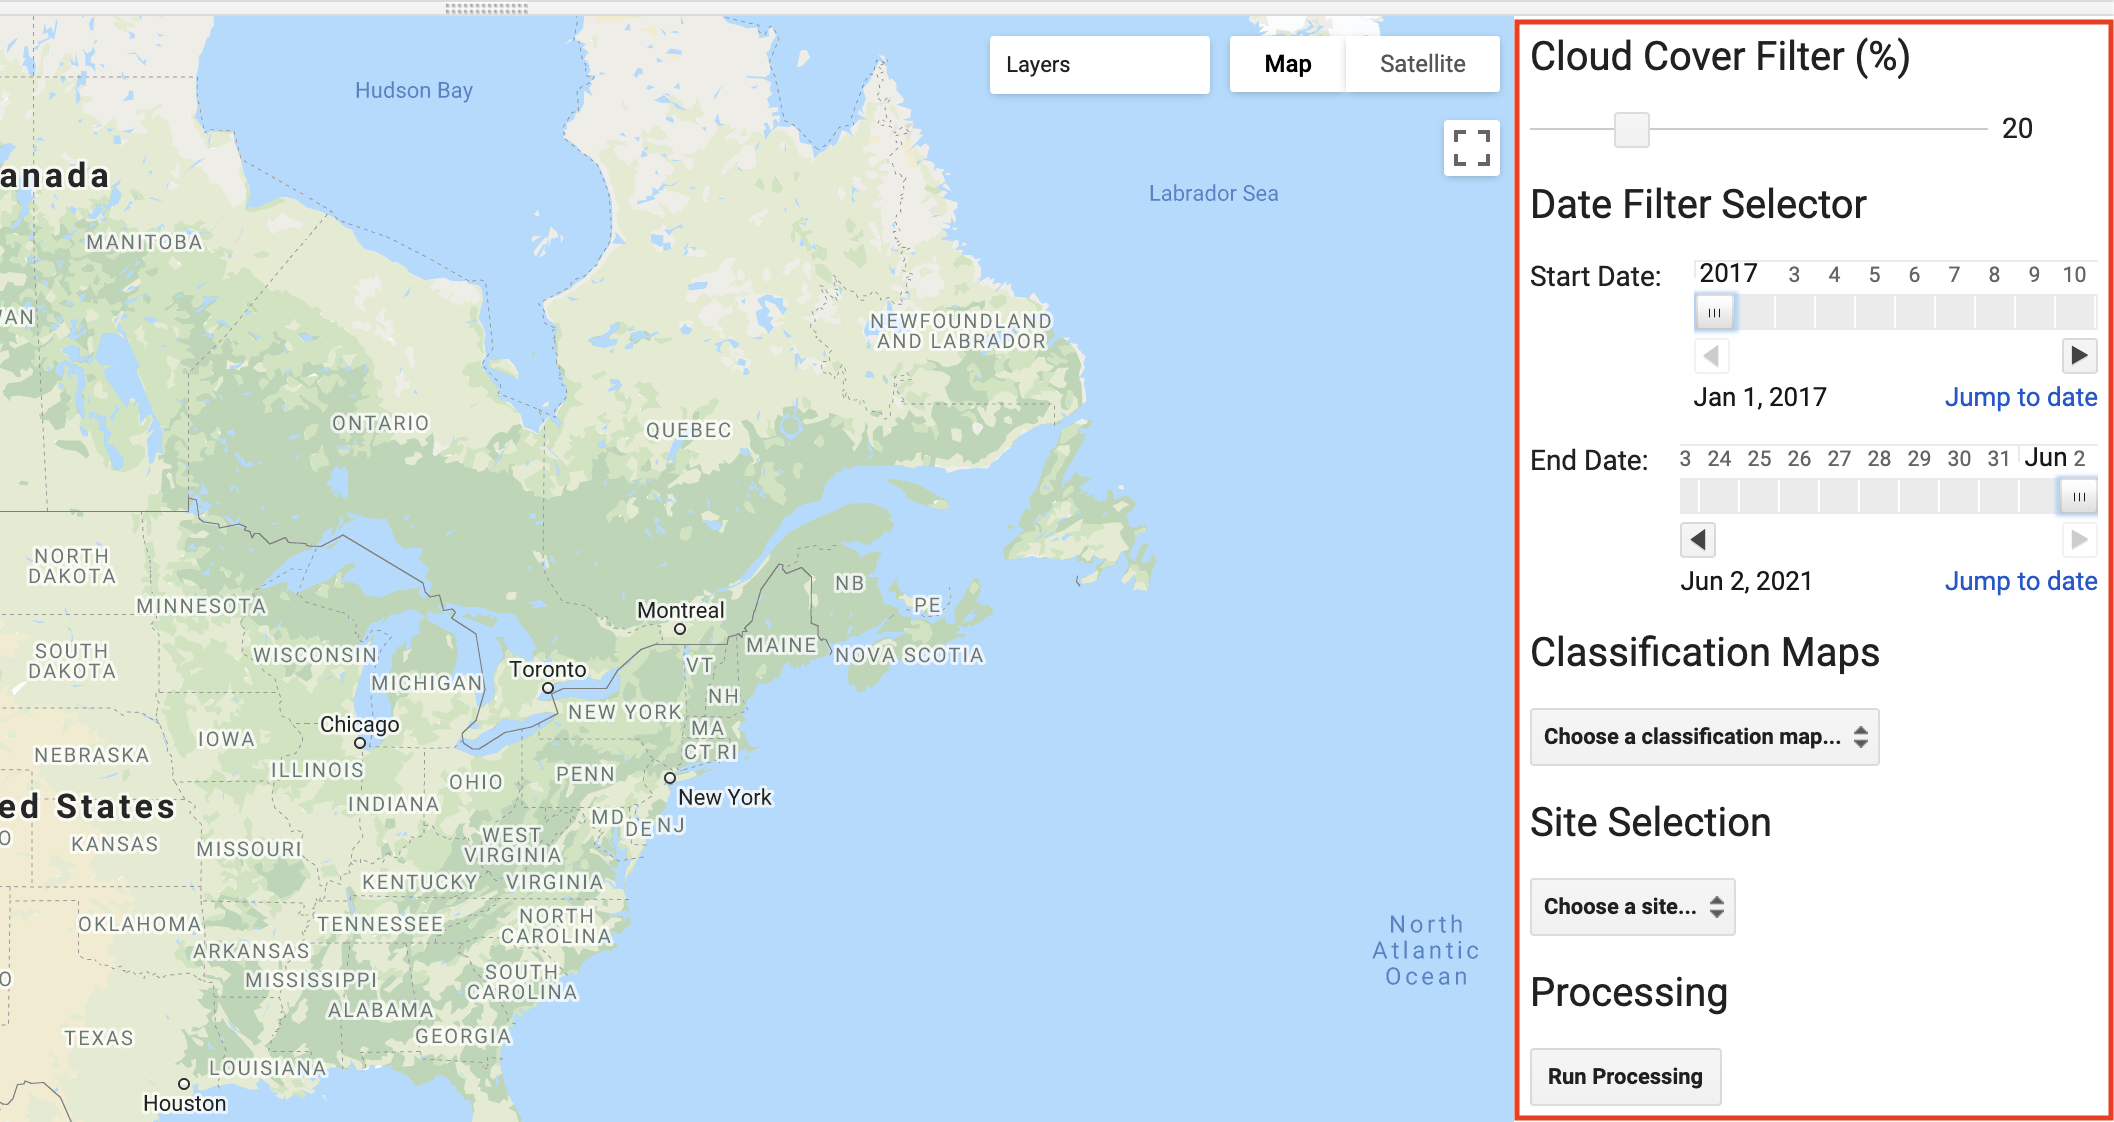 Hudson Bay
Layers
Map
Satellite
Labrador Sea
anada
MANITOBA
AN
NEWFOUNDLAND
AND LABRADOR
ONTARIO
QUEBEC
NORTH
DAKOTA
MINNESOTA
Montreal
NB
PE
SOUTH
DAKOTA
WISCONSIN
MICHIGAN
Toronto
VT
MAINE
NOVA SCOTIA
NH
NEW YORK
MA
CT RI
Chicago
IOWA
NEBRASKA
ILLINOIS
OHIO
PENN
INDIANA
New York
ed States
O
KANSAS
MISSOURI
WEST
VIRGINIA
MD
DE
NJ
KENTUCKY
VIRGINIA
OKLAHOMA
TENNESSEE
NORTH
CAROLINA
ARKANSAS
O
MISSISSIPPI
SOUTH
CAROLINA
ALABAMA
TEXAS
GEORGIA
LOUISIANA
Houston
North
Atlantic
Ocean
Cloud Cover Filter (%)
20
Date Filter Selector
Start Date:
2017 3 4 5 6 7 8 9 10
Jan 1, 2017
Jump to date
End Date:
3 24 25 26 27 28 29 30 31 Jun 2
Jun 2, 2021
Jump to date
Classification Maps
Choose a classification map...
Site Selection
Choose a site...
Processing
Run Processing